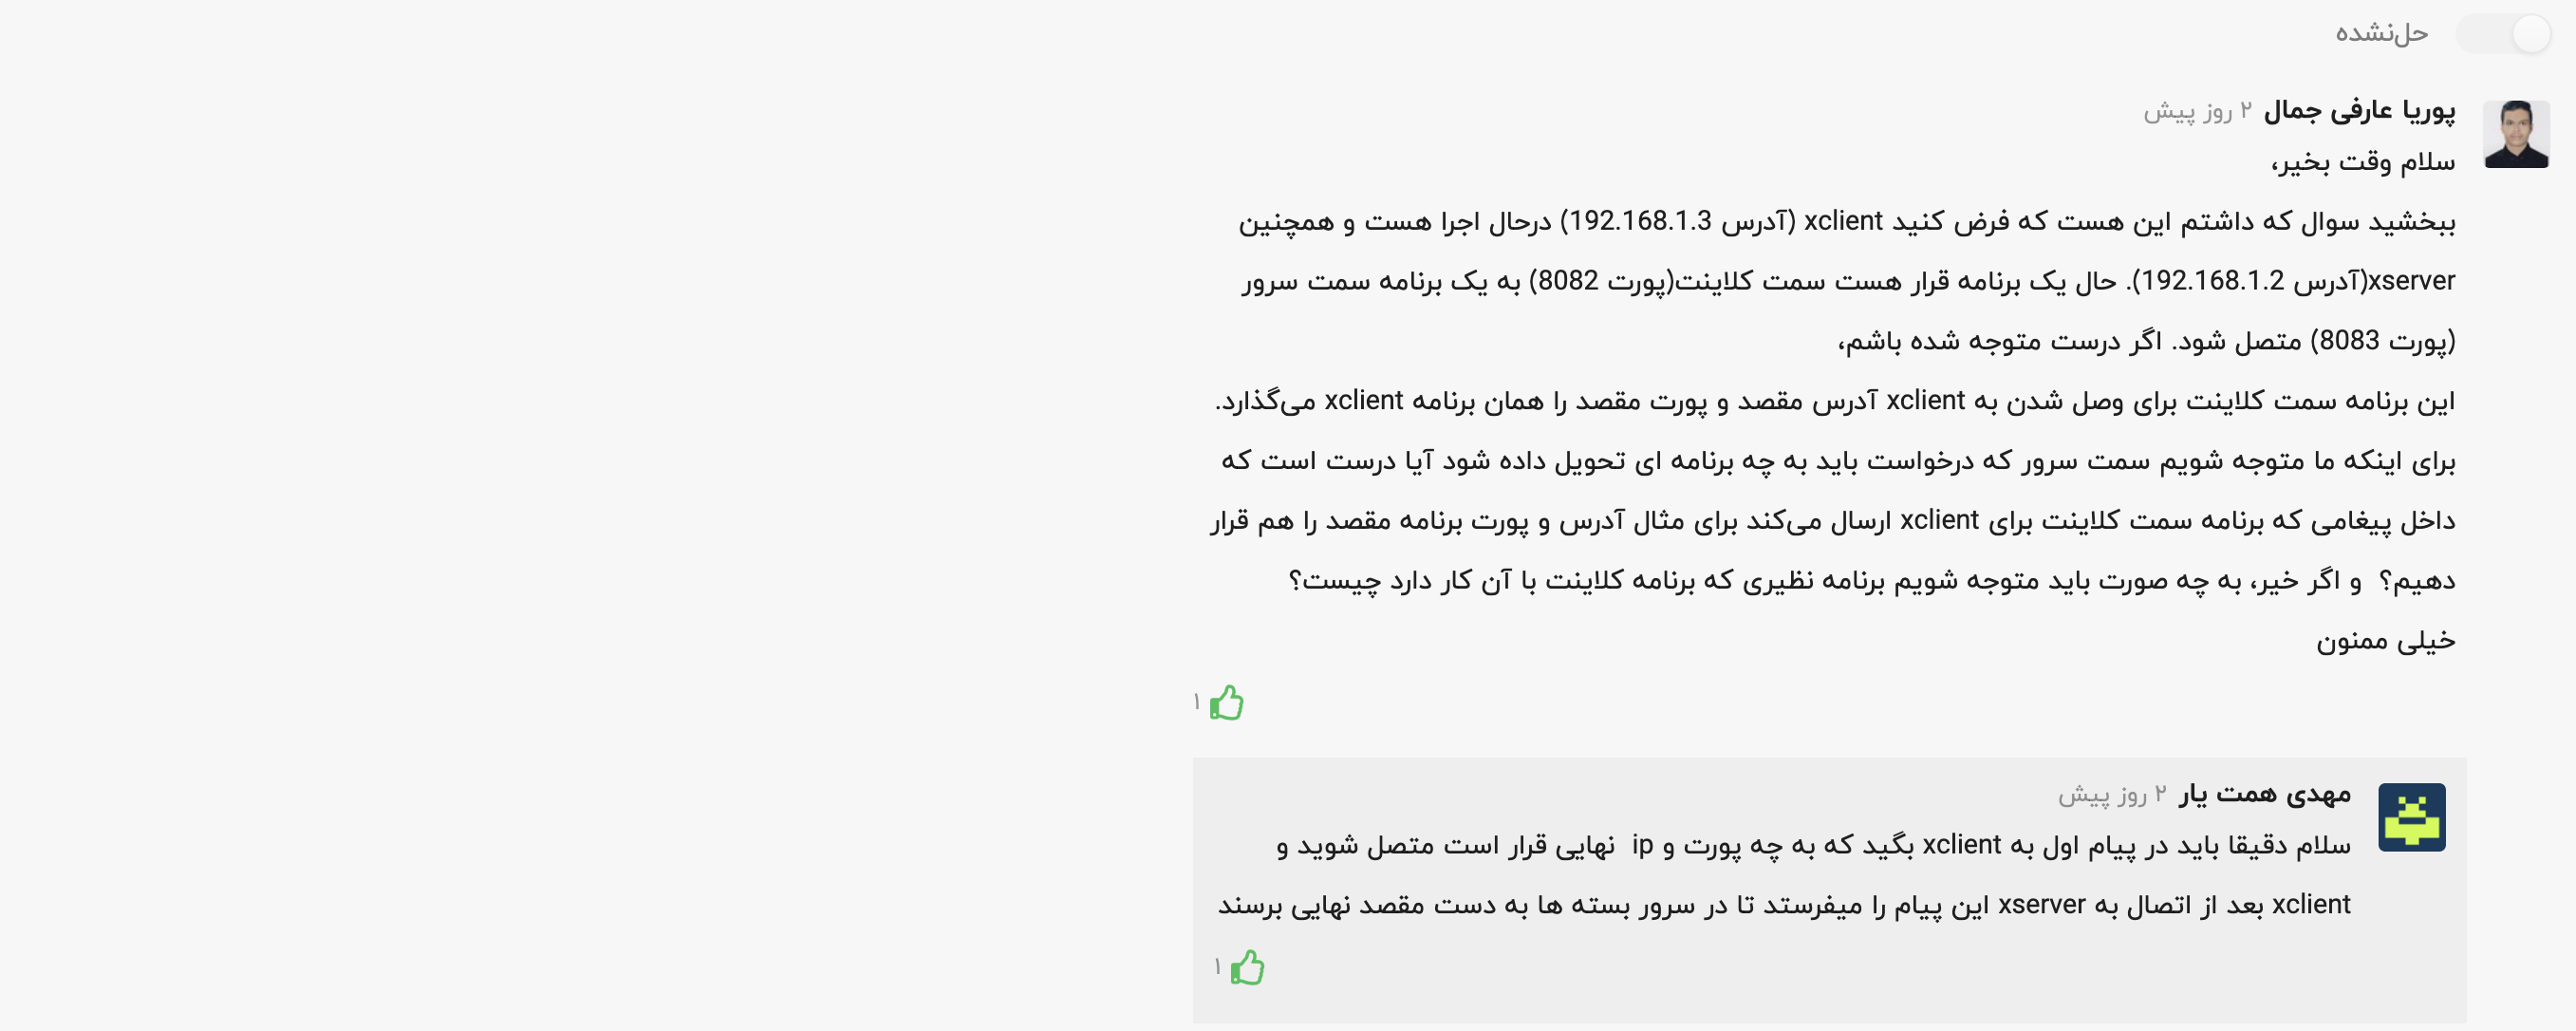 حل‌نشده
پوریا عارفی جمال ۲ روز پیش
سلام وقت بخیر،
ببخشید سوال که داشتم این هست که فرض کنید xclient (آدرس 192.168.1.3) درحال اجرا هست و همچنین
xserver(آدرس 192.168.1.2). حال یک برنامه قرار هست سمت کلاینت(پورت 8082) به یک برنامه سمت سرور
(پورت 8083) متصل شود. اگر درست متوجه شده باشم،
این برنامه سمت کلاینت برای وصل شدن به xclient آدرس مقصد و پورت مقصد را همان برنامه xclient می‌گذارد.
برای اینکه ما متوجه شویم سمت سرور که درخواست باید به چه برنامه ای تحویل داده شود آیا درست است که
داخل پیغامی که برنامه سمت کلاینت برای xclient ارسال می‌کند برای مثال آدرس و پورت برنامه مقصد را هم قرار
دهیم؟ و اگر خیر، به چه صورت باید متوجه شویم برنامه نظیری که برنامه کلاینت با آن کار دارد چیست؟
خیلی ممنون
۱
مهدی همت یار ۲ روز پیش
سلام دقیقا باید در پیام اول به xclient بگید که به چه پورت و ip نهایی قرار است متصل شوید و
xclient بعد از اتصال به xserver این پیام را میفرستد تا در سرور بسته ها به دست مقصد نهایی برسند
۱